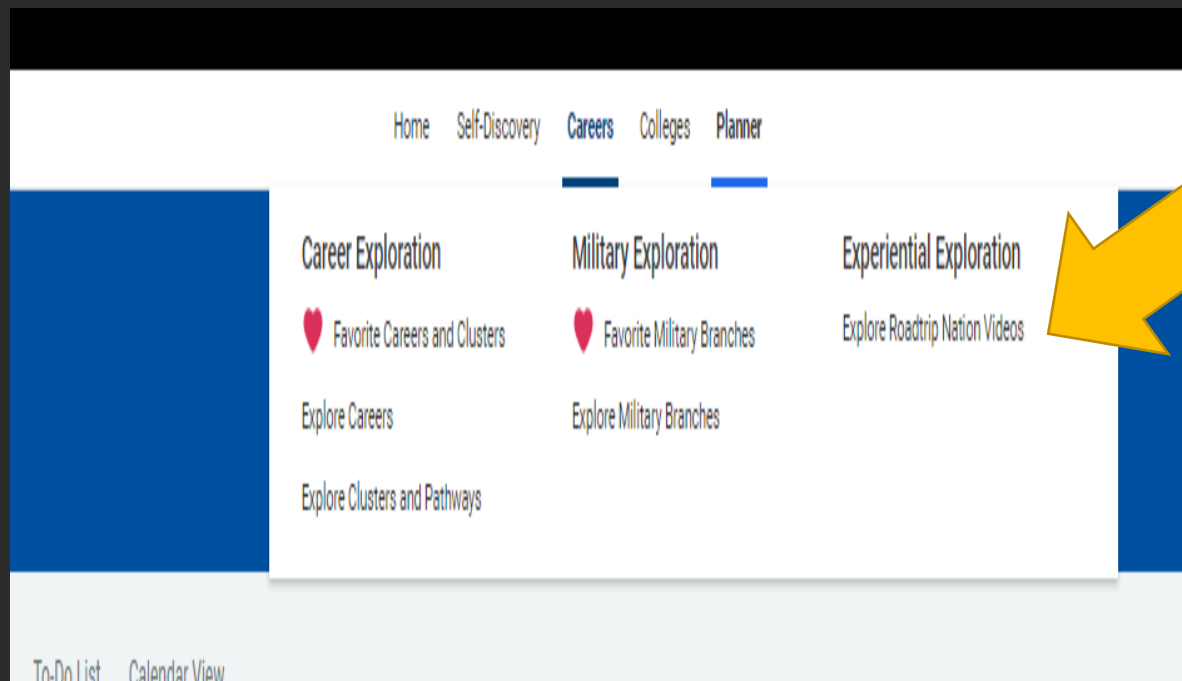 Home Self-Discovery Careers Colleges Planner
Career Exploration
Favorite Careers and Clusters
Explore Careers
Explore Clusters and Pathways
Military Exploration
Favorite Military Branches
Explore Military Branches
Experiential Exploration
Explore Roadtrip Nation Videos
To-Do List Calendar View